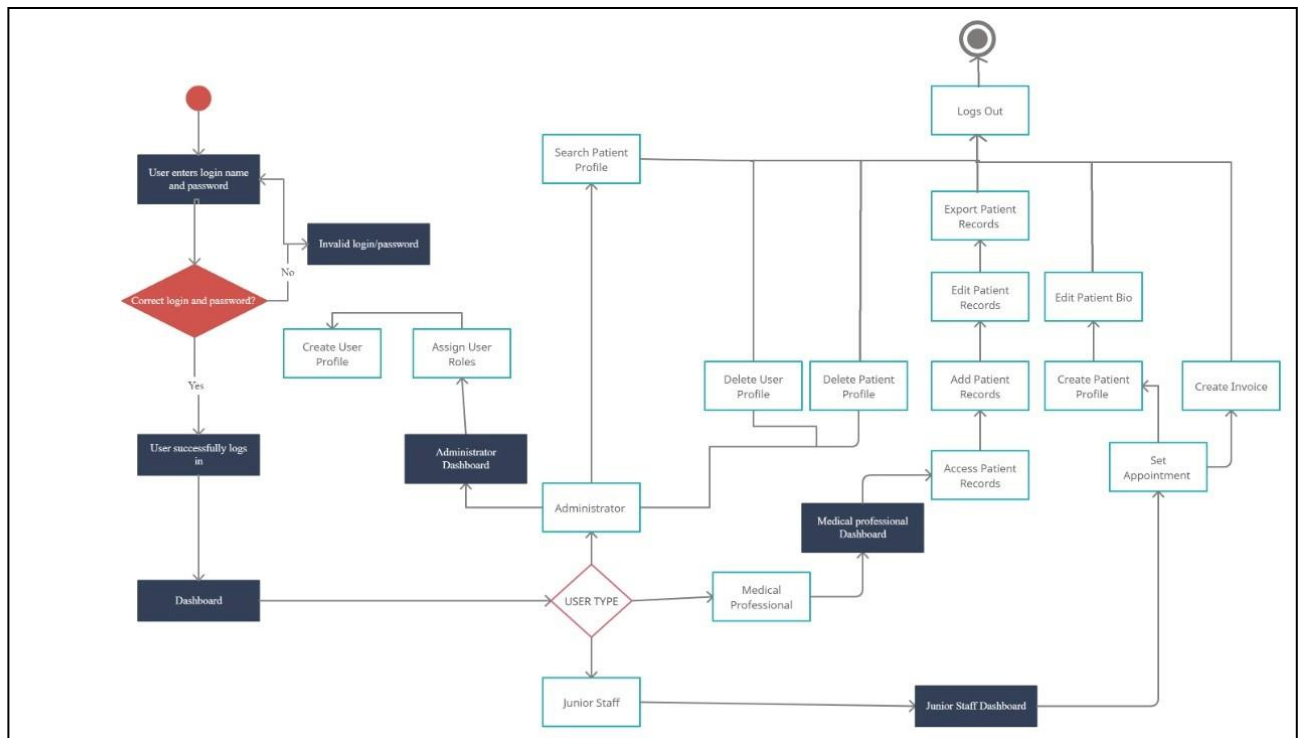 Logs Out
Search Patient
Profile
User enters login name
and password
Export Patient
Records
Invalid login/password
No
Correct login and password?
Edit Patient
Records
Edit Patient Bio
Create User
Profile
Assign User
Roles
Yes
Delete User
Profile
Delete Patient
Profile
Add Patient
Records
Create Patient
Profile
Create Invoice
User successfully logs
in
Administrator
Dashboard
Access Patient
Records
Set
Appointment
Administrator
Medical professional
Dashboard
Dashboard
USER TYPE
Medical
Professional
Junior Staff
Junior Staff Dashboard